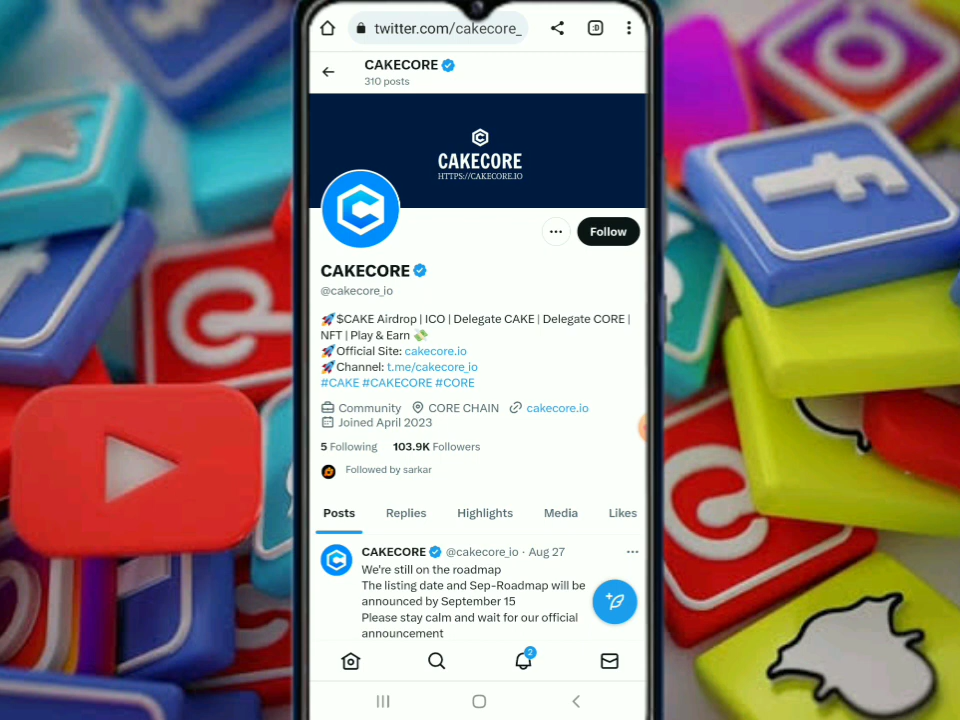 twitter.com/cakecore_
:D
CAKECORE
310 posts
CAKECORE
HTTPS://CAKECORE.IO
Follow
CAKECORE
@cakecore_io
🚀$CAKE Airdrop | ICO | Delegate CAKE | Delegate CORE |
NFT | Play & Earn 💸
🚀Official Site: cakecore.io
🚀Channel: t.me/cakecore_io
#CAKE #CAKECORE #CORE
Community CORE CHAIN cakecore.io
Joined April 2023
5 Following 103.9K Followers
Followed by sarkar
Posts Replies Highlights Media Likes
CAKECORE @cakecore_io · Aug 27
We're still on the roadmap
The listing date and Sep-Roadmap will be
announced by September 15
Please stay calm and wait for our official
announcement
2